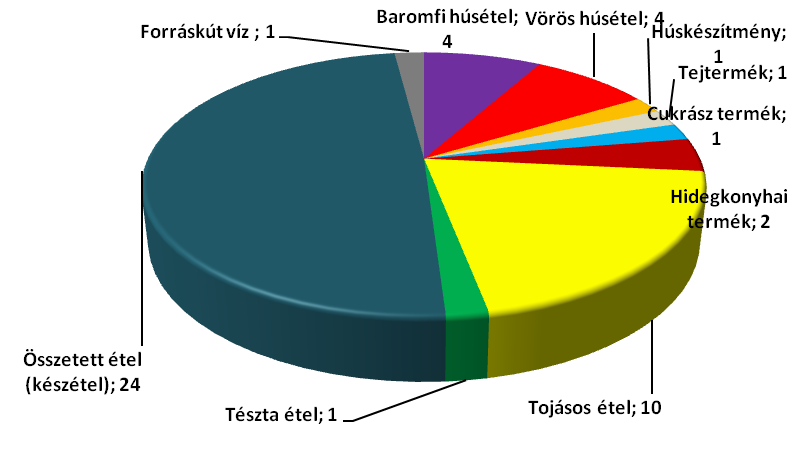 Forráskút víz ; 1
Baromfi húsétel;
4
Vörös húsétel; 4
Húskészítmény;
1
Tejtermék; 1
Cukrász termék;
1
Hidegkonyhai
termék; 2
Tojásos étel; 10
Tészta étel; 1
Összetett étel
(készétel); 24